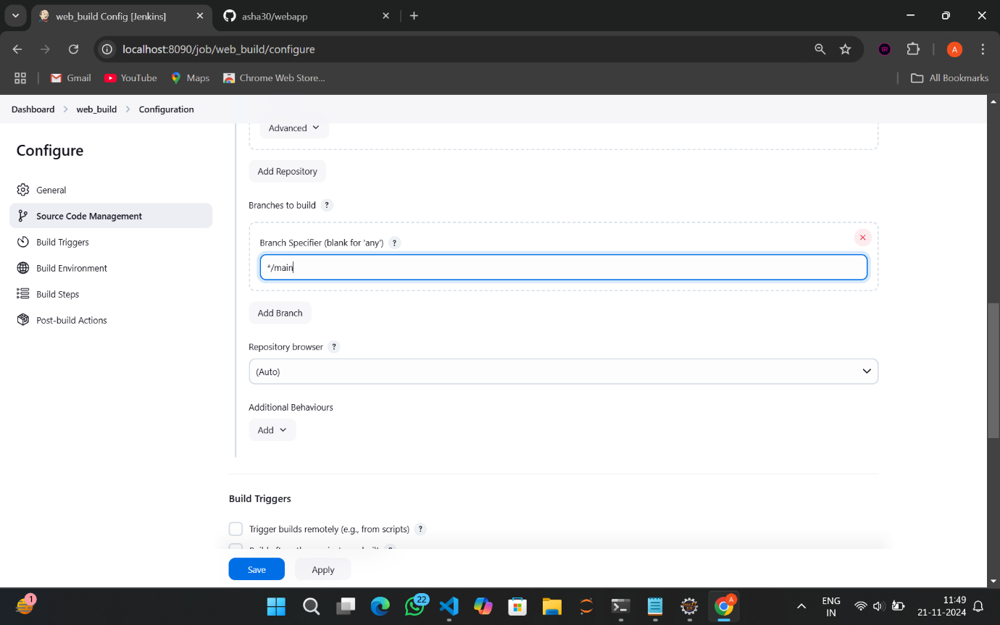 web_build Config [Jenkins]
asha30/webapp
localhost:8090/job/web_build/configure
A
Gmail
YouTube
Maps
Chrome Web Store...
All Bookmarks
Dashboard
web_build
Configuration
Configure
General
Source Code Management
Build Triggers
Build Environment
Build Steps
Post-build Actions
Advanced
Add Repository
Branches to build ?
Branch Specifier (blank for 'any') ?
*/main
Add Branch
Repository browser ?
(Auto)
Additional Behaviours
Add
Build Triggers
Trigger builds remotely (e.g., from scripts) ?
Save
Apply
1
22
A
ENG
IN
11:49
21-11-2024